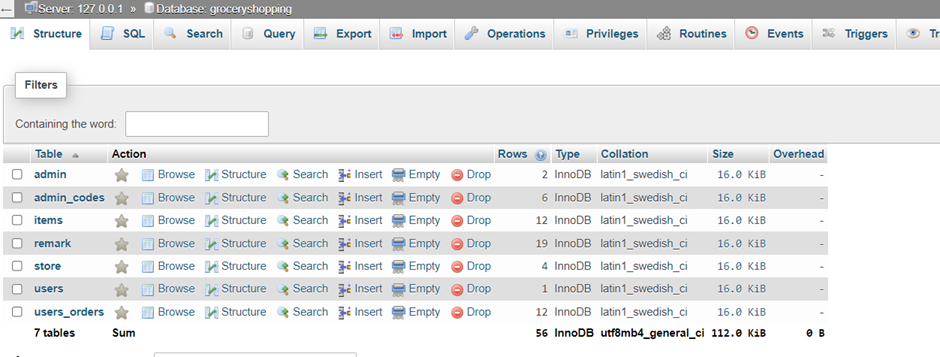 Server: 127.0.0.1 » Database: groceryshopping
Structure SQL Search Query Export Import Operations Privileges Routines Events Triggers Tr
Filters
Containing the word:
Table Action Rows Type Collation Size Overhead
admin Browse Structure Search Insert Empty Drop 2 InnoDB latin1_swedish_ci 16.0 KiB -
admin_codes Browse Structure Search Insert Empty Drop 6 InnoDB latin1_swedish_ci 16.0 KiB -
items Browse Structure Search Insert Empty Drop 12 InnoDB latin1_swedish_ci 16.0 KiB -
remark Browse Structure Search Insert Empty Drop 19 InnoDB latin1_swedish_ci 16.0 KiB -
store Browse Structure Search Insert Empty Drop 4 InnoDB latin1_swedish_ci 16.0 KiB -
users Browse Structure Search Insert Empty Drop 1 InnoDB latin1_swedish_ci 16.0 KiB -
users_orders Browse Structure Search Insert Empty Drop 12 InnoDB latin1_swedish_ci 16.0 KiB -
7 tables Sum 56 InnoDB utf8mb4_general_ci 112.0 KiB 0 B